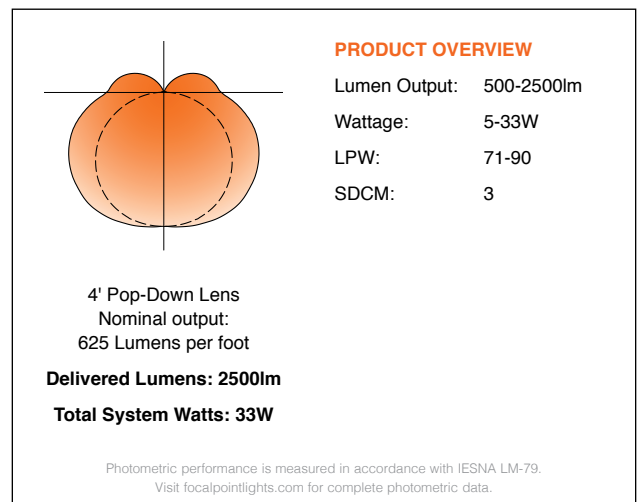 PRODUCT OVERVIEW
Lumen Output: 500-2500lm
Wattage: 5-33W
LPW: 71-90
SDCM: 3
4' Pop-Down Lens
Nominal output:
625 Lumens per foot
Delivered Lumens: 2500lm
Total System Watts: 33W
Photometric performance is measured in accordance with IESNA LM-79.
Visit focalpointlights.com for complete photometric data.